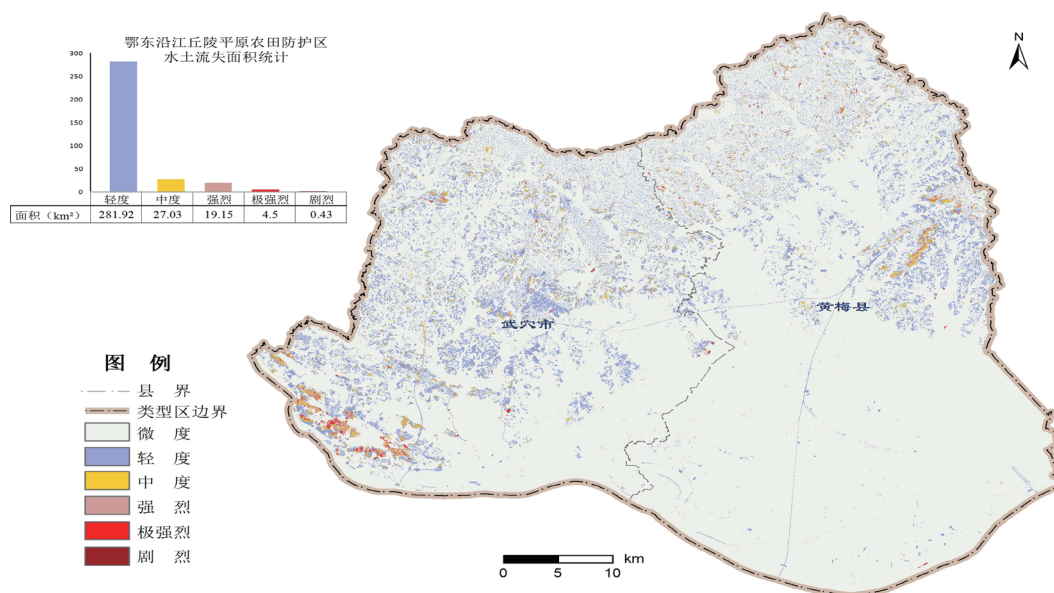 鄂东沿江丘陵平原农田防护区
水土流失面积统计
300
250
200
150
100
50
0
轻度 中度 强烈 极强烈 剧烈
面积（km²） 281.92 27.03 19.15 4.5 0.43
N
武穴市
黄梅县
图 例
县 界
类型区边界
微 度
轻 度
中 度
强 烈
极强烈
剧 烈
km
0 5 10